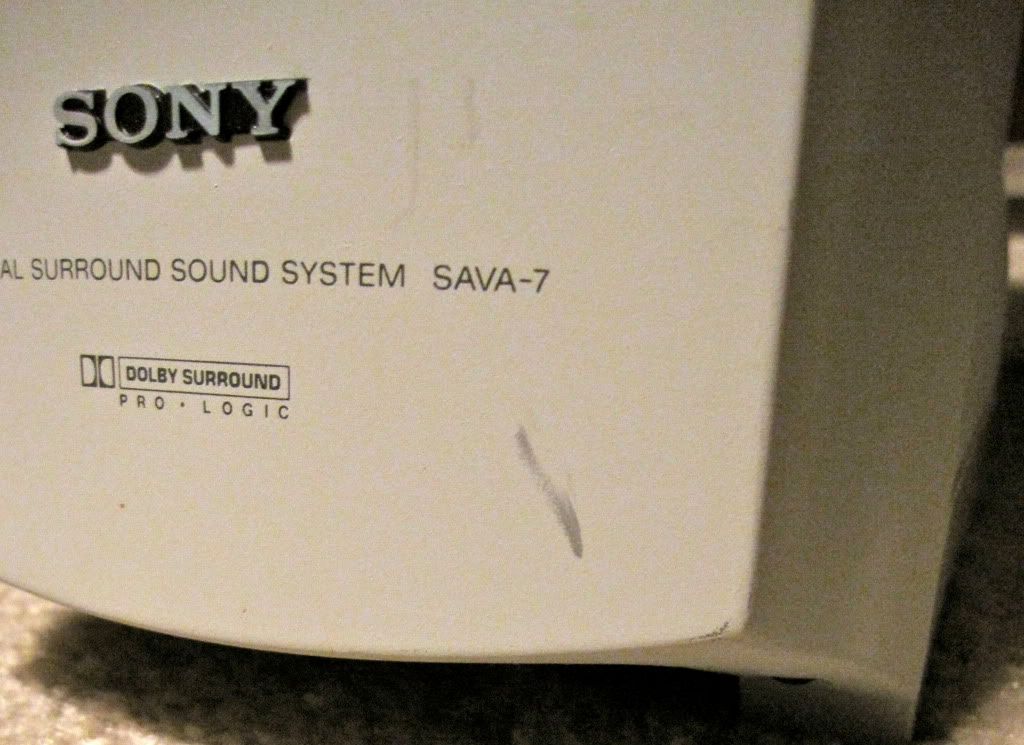 SONY
AL SURROUND SOUND SYSTEM SAVA-7
DOLBY SURROUND
PRO · LOGIC